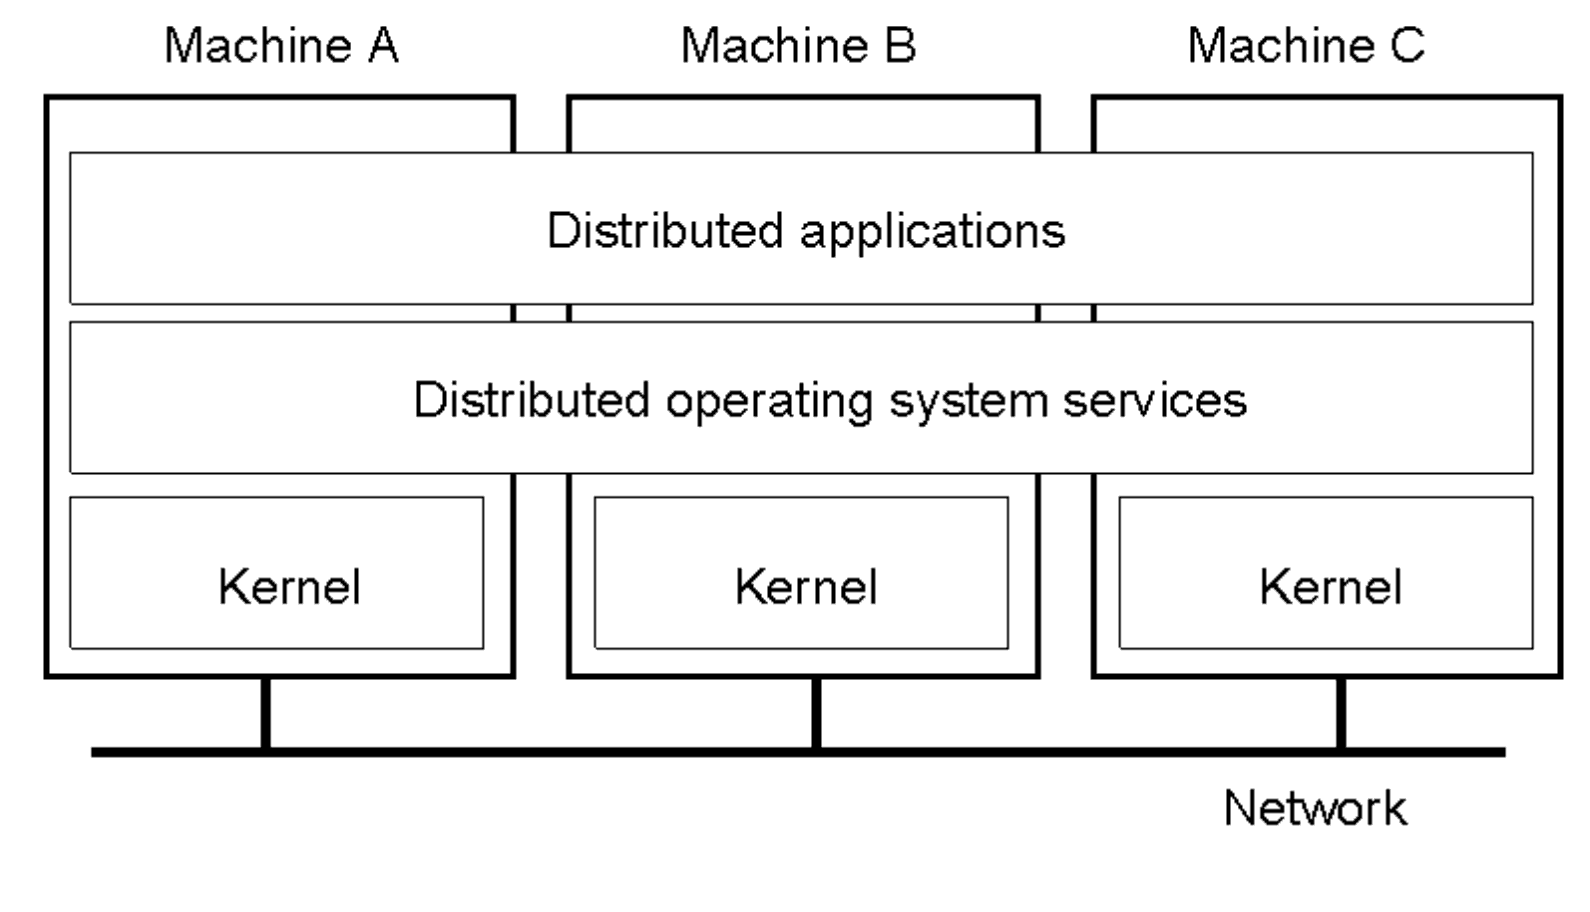 Machine A
Machine B
Machine C
Distributed applications
Distributed operating system services
Kernel
Kernel
Kernel
Network